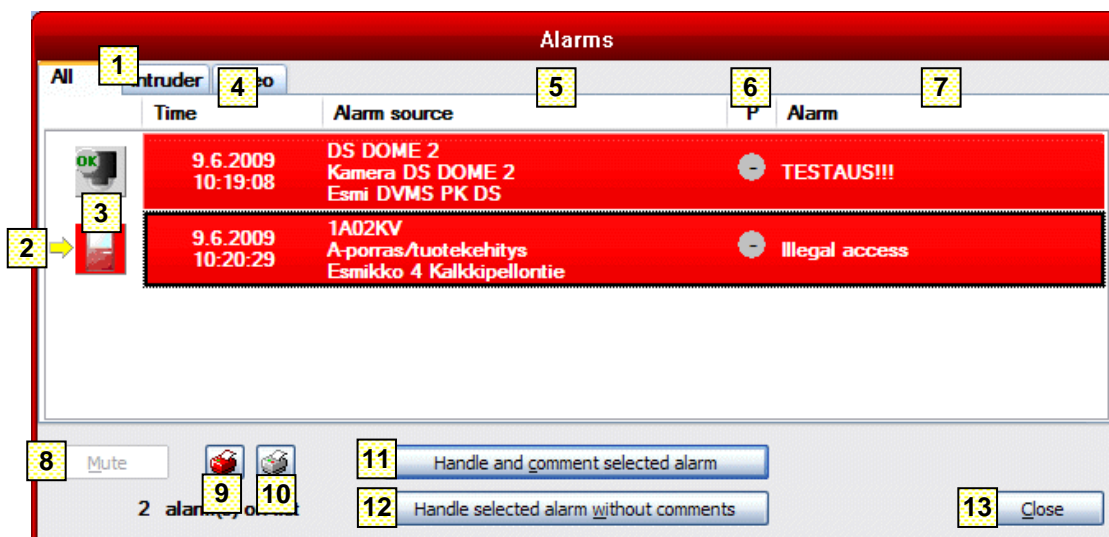 Alarms
1
All
ntruder
4
eo
5
6
7
Time
Alarm source
P
Alarm
OK
9.6.2009
10:19:08
DS DOME 2
Kamera DS DOME 2
Esmi DVMS PK DS
-
TESTAUS!!!
3
2
9.6.2009
10:20:29
1A02KV
A-porras/tuotekehitys
Esmikko 4 Kalkkipellontie
-
Illegal access
8
Mute
11
Handle and comment selected alarm
9
10
2
12
Handle selected alarm without comments
13
Close